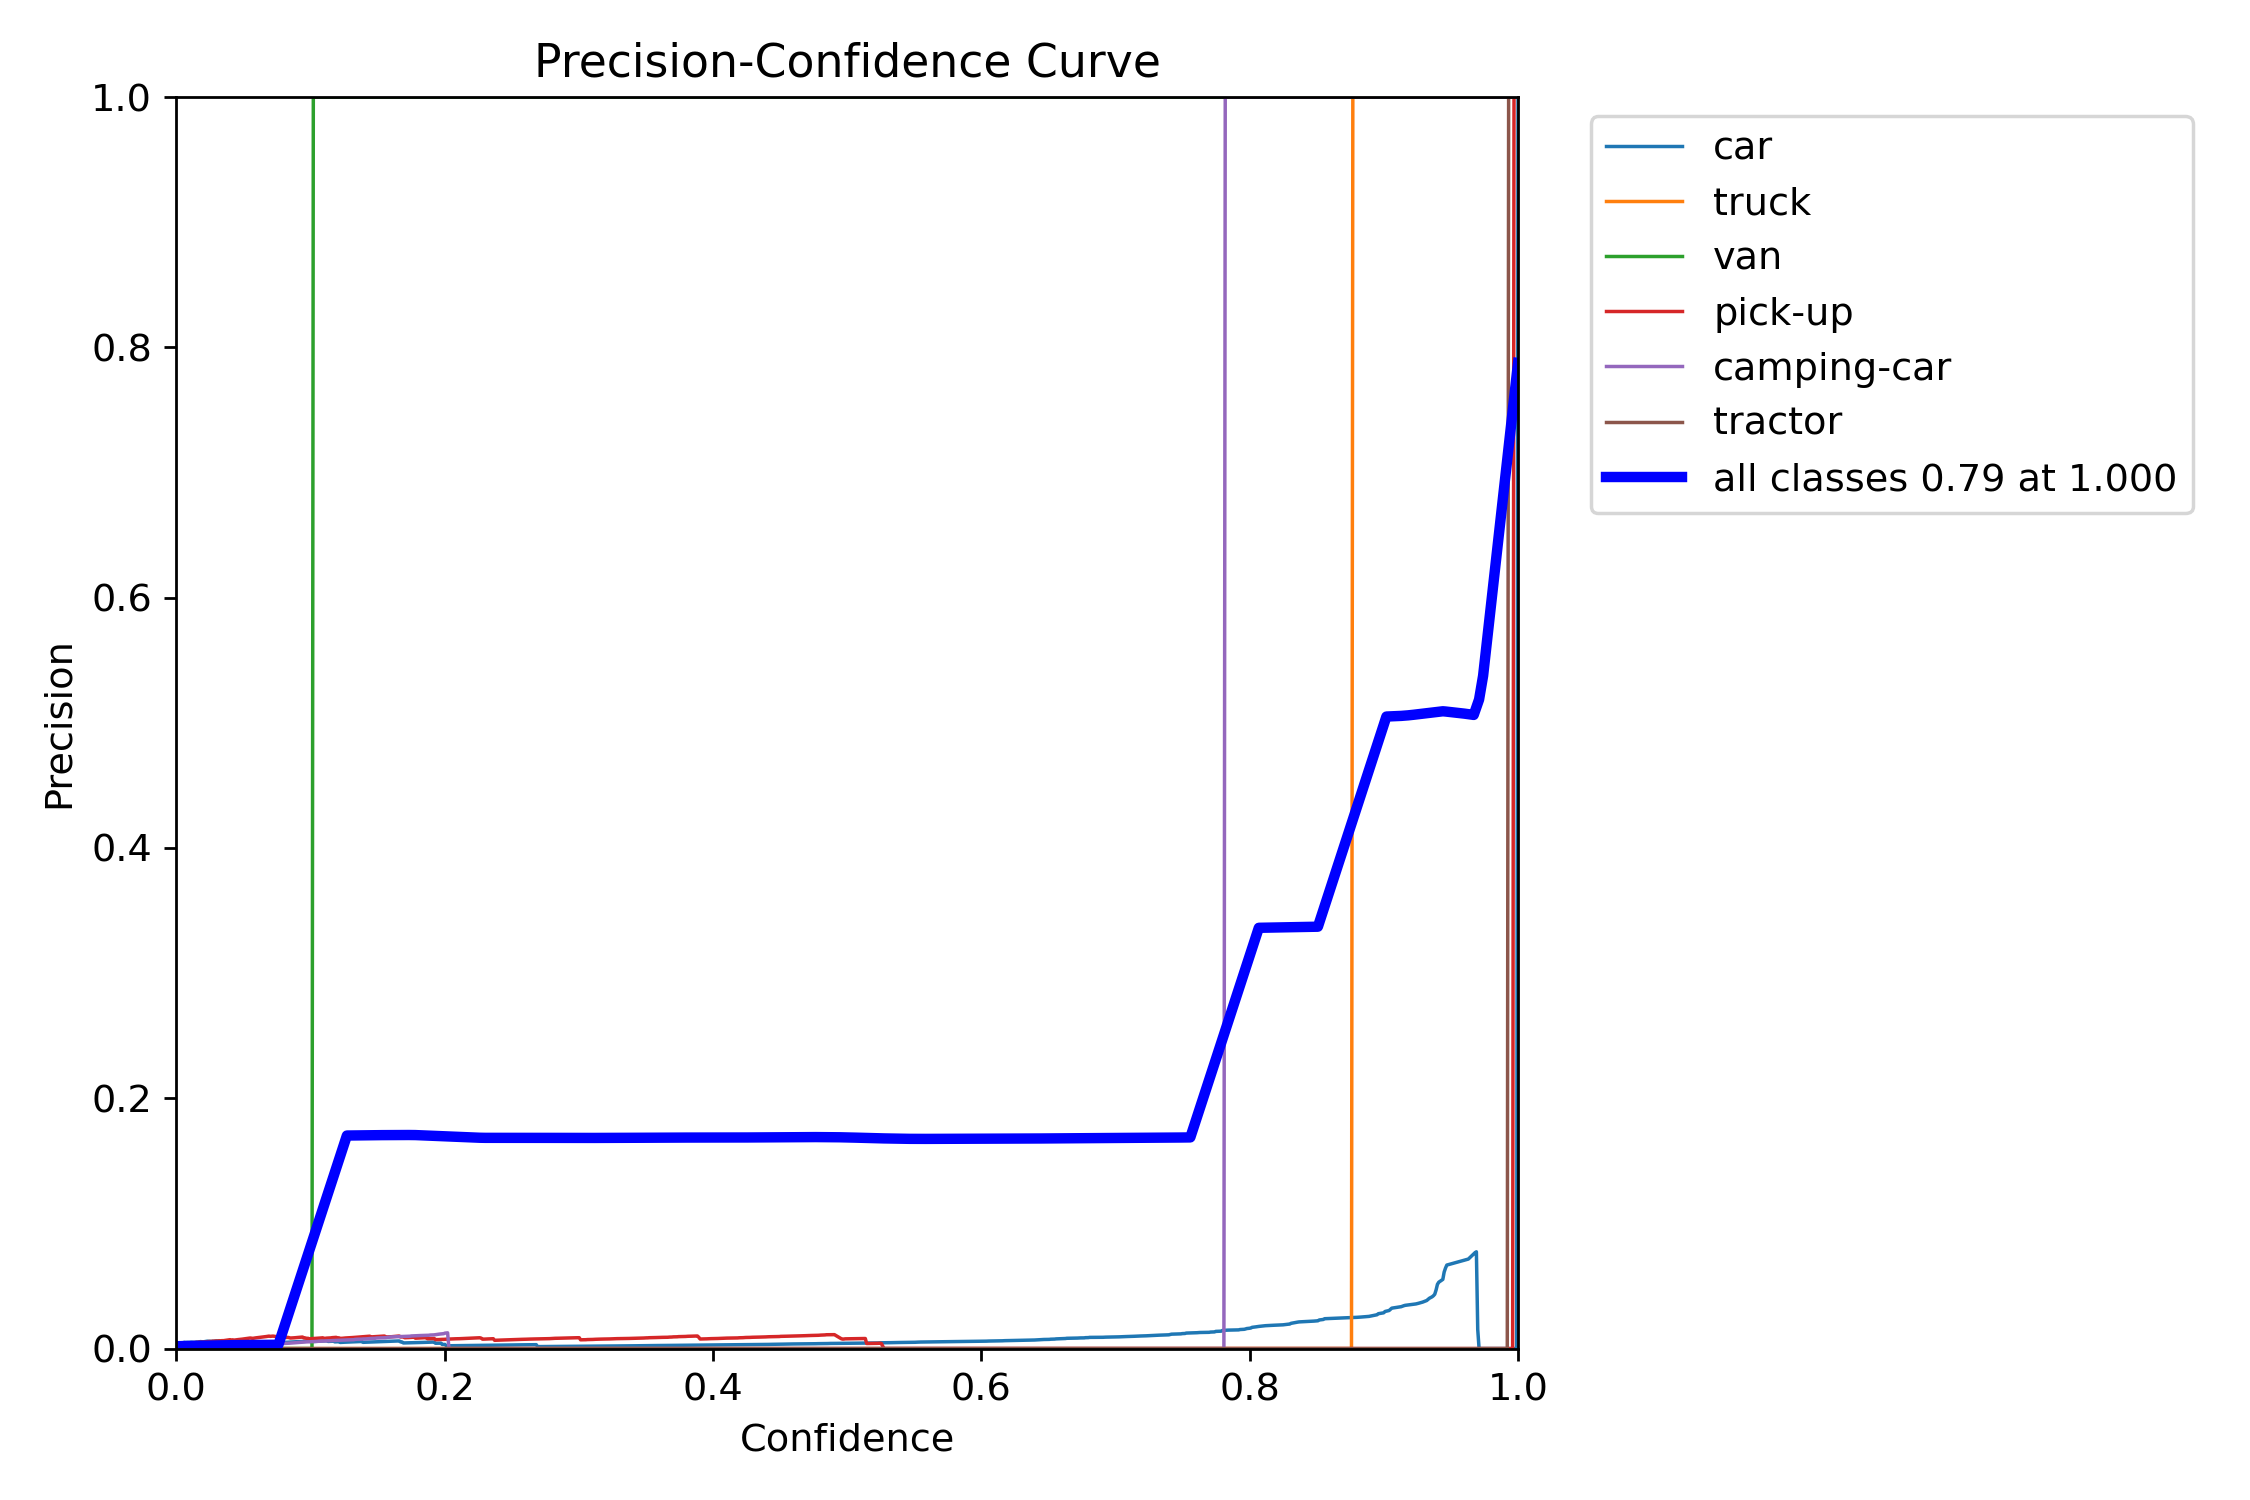 Precision-Confidence Curve
1.0
0.8
0.6
0.4
0.2
0.0
Precision
0.0 0.2 0.4 0.6 0.8 1.0
Confidence
car
truck
van
pick-up
camping-car
tractor
all classes 0.79 at 1.000